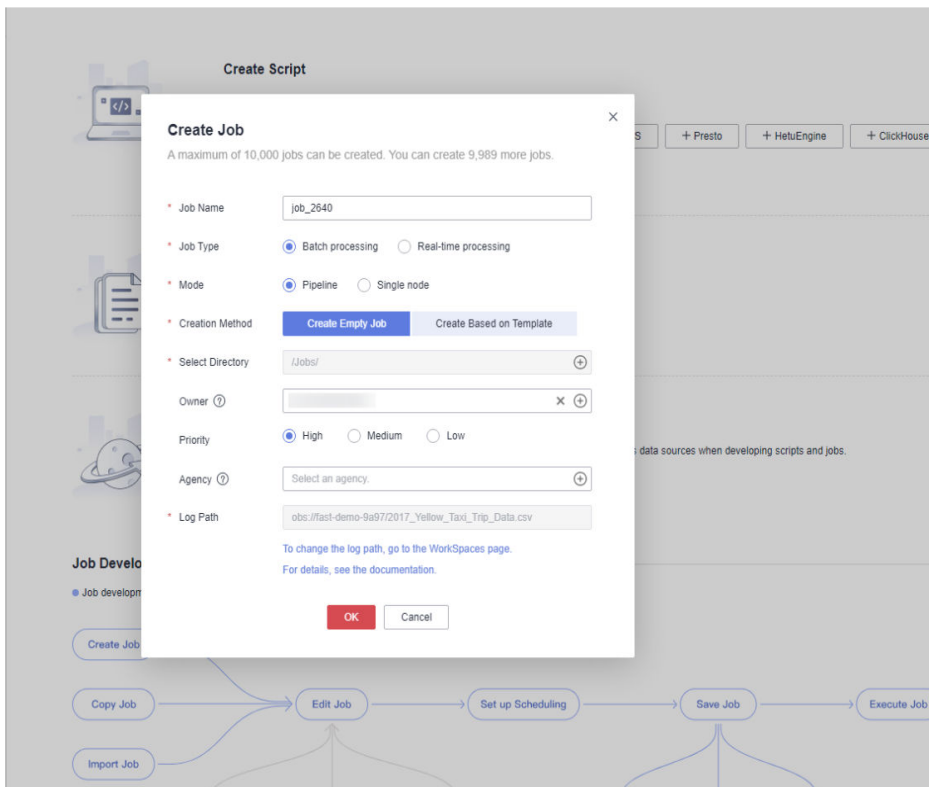 Create Script
</>
S
+ Presto
+ HetuEngine
+ ClickHouse
Create Job
A maximum of 10,000 jobs can be created. You can create 9,989 more jobs.
* Job Name
job_2640
* Job Type
Batch processing
Real-time processing
* Mode
Pipeline
Single node
* Creation Method
Create Empty Job
Create Based on Template
* Select Directory
/Jobs/
Owner ?
Priority
High
Medium
Low
data sources when developing scripts and jobs.
Agency ?
Select an agency.
* Log Path
obs://fast-demo-9a97/2017_Yellow_Taxi_Trip_Data.csv
To change the log path, go to the WorkSpaces page.
For details, see the documentation.
OK
Cancel
Job Develo
Job developm
Create Job
Copy Job
Edit Job
Set up Scheduling
Save Job
Execute Job
Import Job